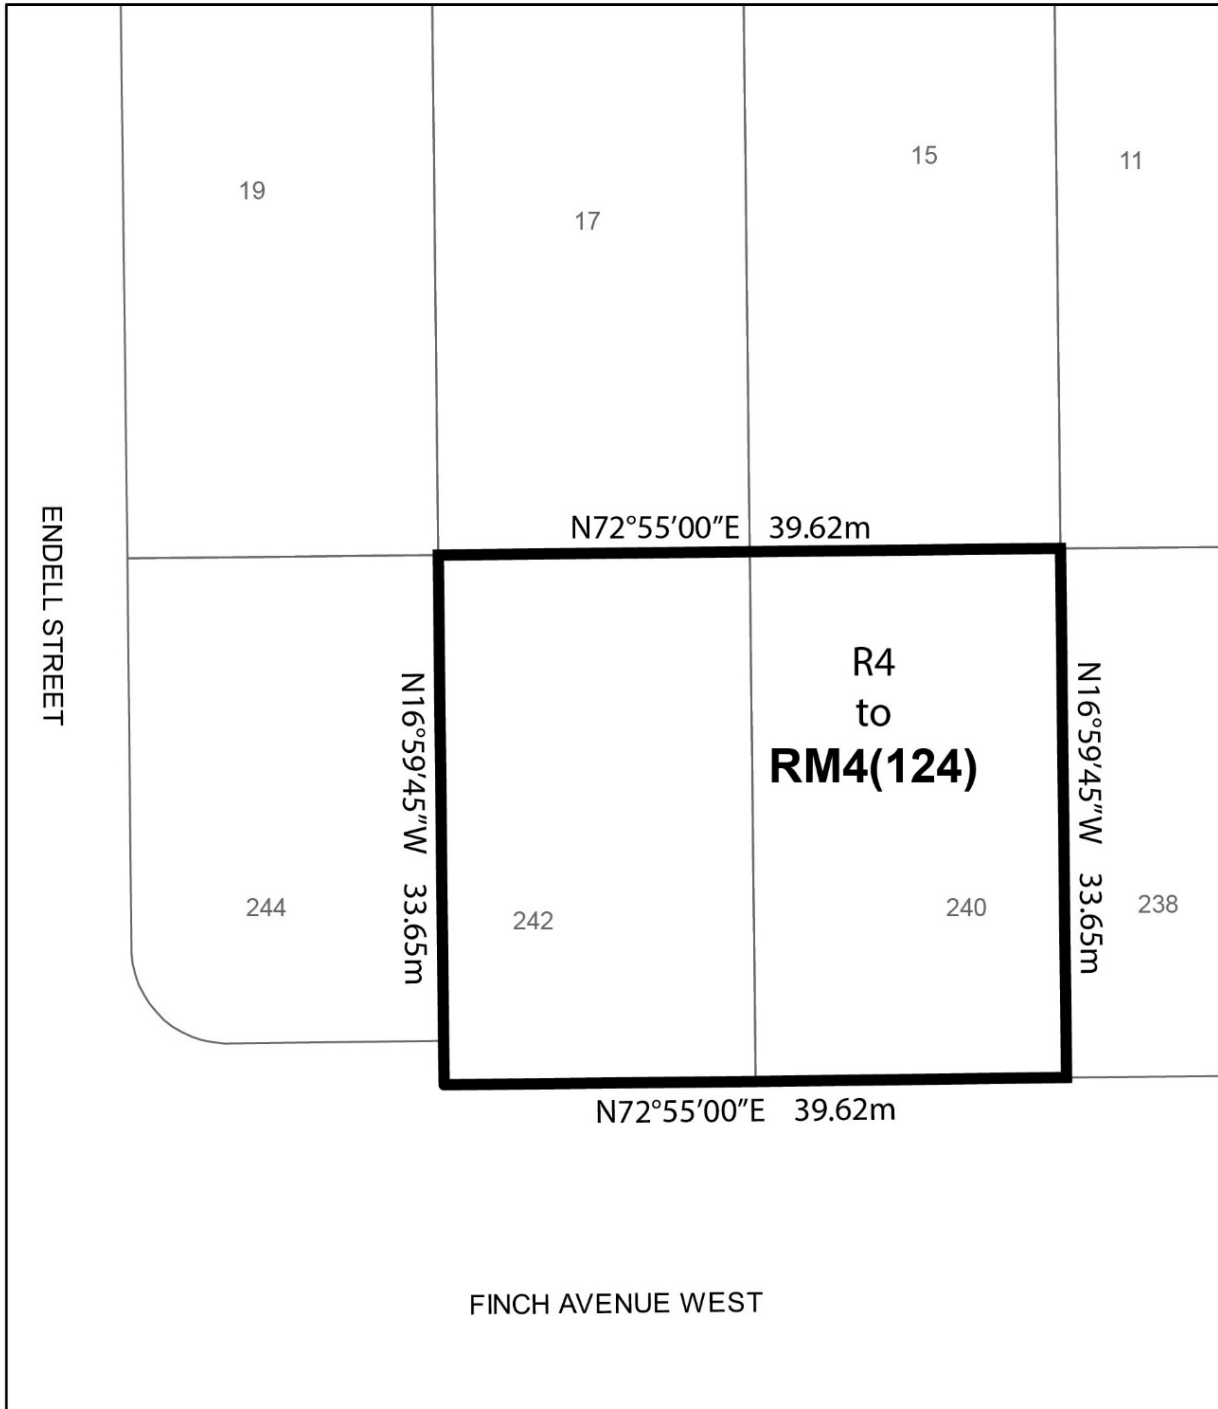 19
17
15
11
N72°55'00"E 39.62m
ENDELL STREET
R4
to
RM4(124)
N16°59'45"W 33.65m
N16°59'45"W 33.65m
244
242
240
238
N72°55'00"E 39.62m
FINCH AVENUE WEST